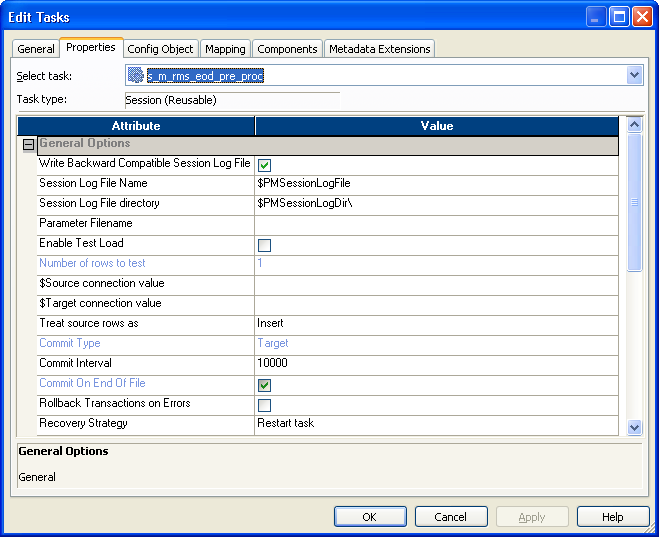 Edit Tasks
General Properties Config Object Mapping Components Metadata Extensions
Select task: s_m_rms_eod_pre_proc
Task type: Session (Reusable)
Attribute Value
General Options
Write Backward Compatible Session Log File
Session Log File Name $PMSessionLogFile
Session Log File directory $PMSessionLogDir\
Parameter Filename
Enable Test Load
Number of rows to test 1
$Source connection value
$Target connection value
Treat source rows as Insert
Commit Type Target
Commit Interval 10000
Commit On End Of File
Rollback Transactions on Errors
Recovery Strategy Restart task
General Options
General
OK Cancel Apply Help